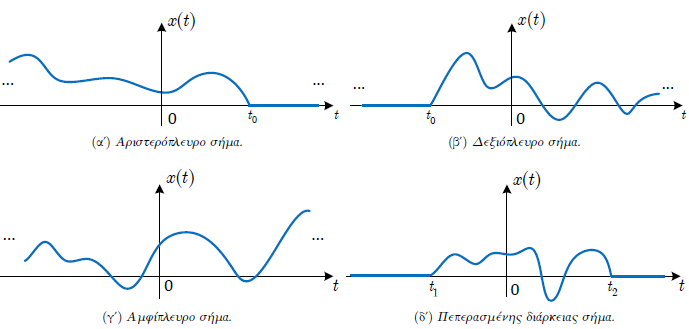 x(t)
...
...
t0
t
0
(α′) Αριστερόπλευρο σήμα.
x(t)
...
...
t0
t
0
(β′) Δεξιόπλευρο σήμα.
x(t)
...
...
t
0
(γ′) Αμφίπλευρο σήμα.
x(t)
t1
t2
t
0
(δ′) Πεπερασμένης διάρκειας σήμα.